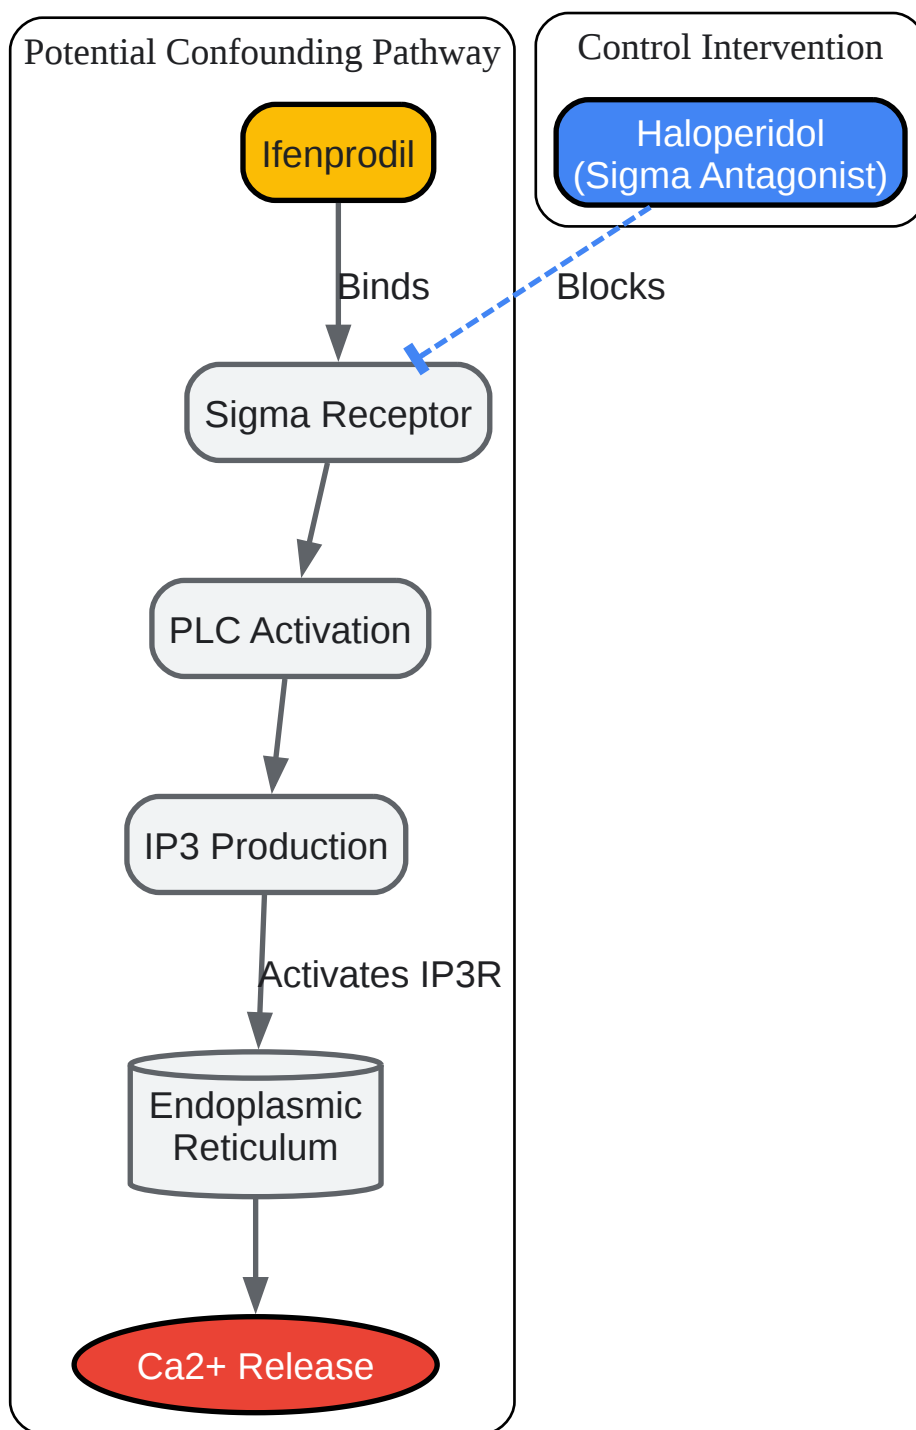 Potential Confounding Pathway
Control Intervention
Ifenprodil
Haloperidol
(Sigma Antagonist)
Binds
Blocks
Sigma Receptor
PLC Activation
IP3 Production
Activates IP3R
Endoplasmic
Reticulum
Ca2+ Release